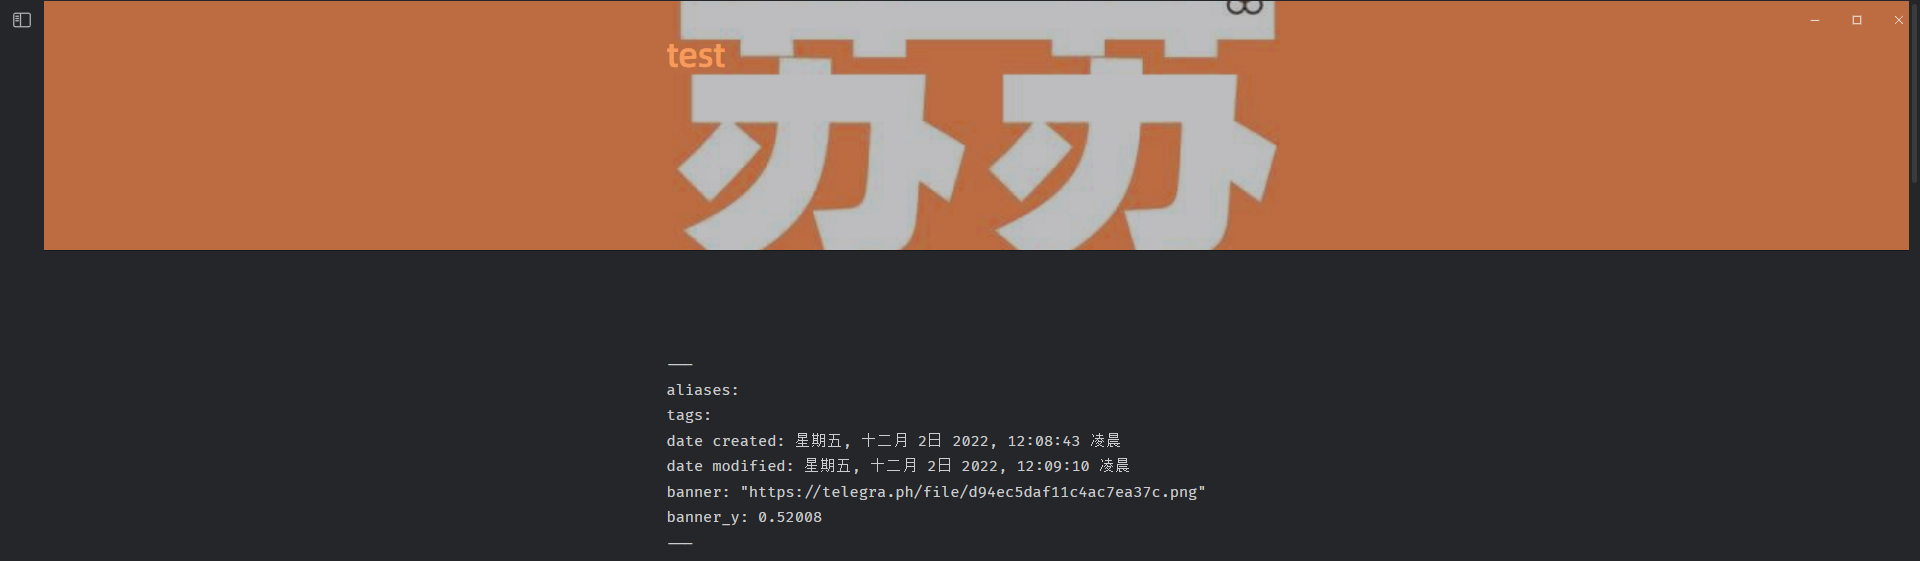 test
苏苏
---
aliases:
tags:
date created: 星期五, 十二月 2日 2022, 12:08:43 凌晨
date modified: 星期五, 十二月 2日 2022, 12:09:10 凌晨
banner: "https://telegra.ph/file/d94ec5daf11c4ac7ea37c.png"
banner_y: 0.52008
---